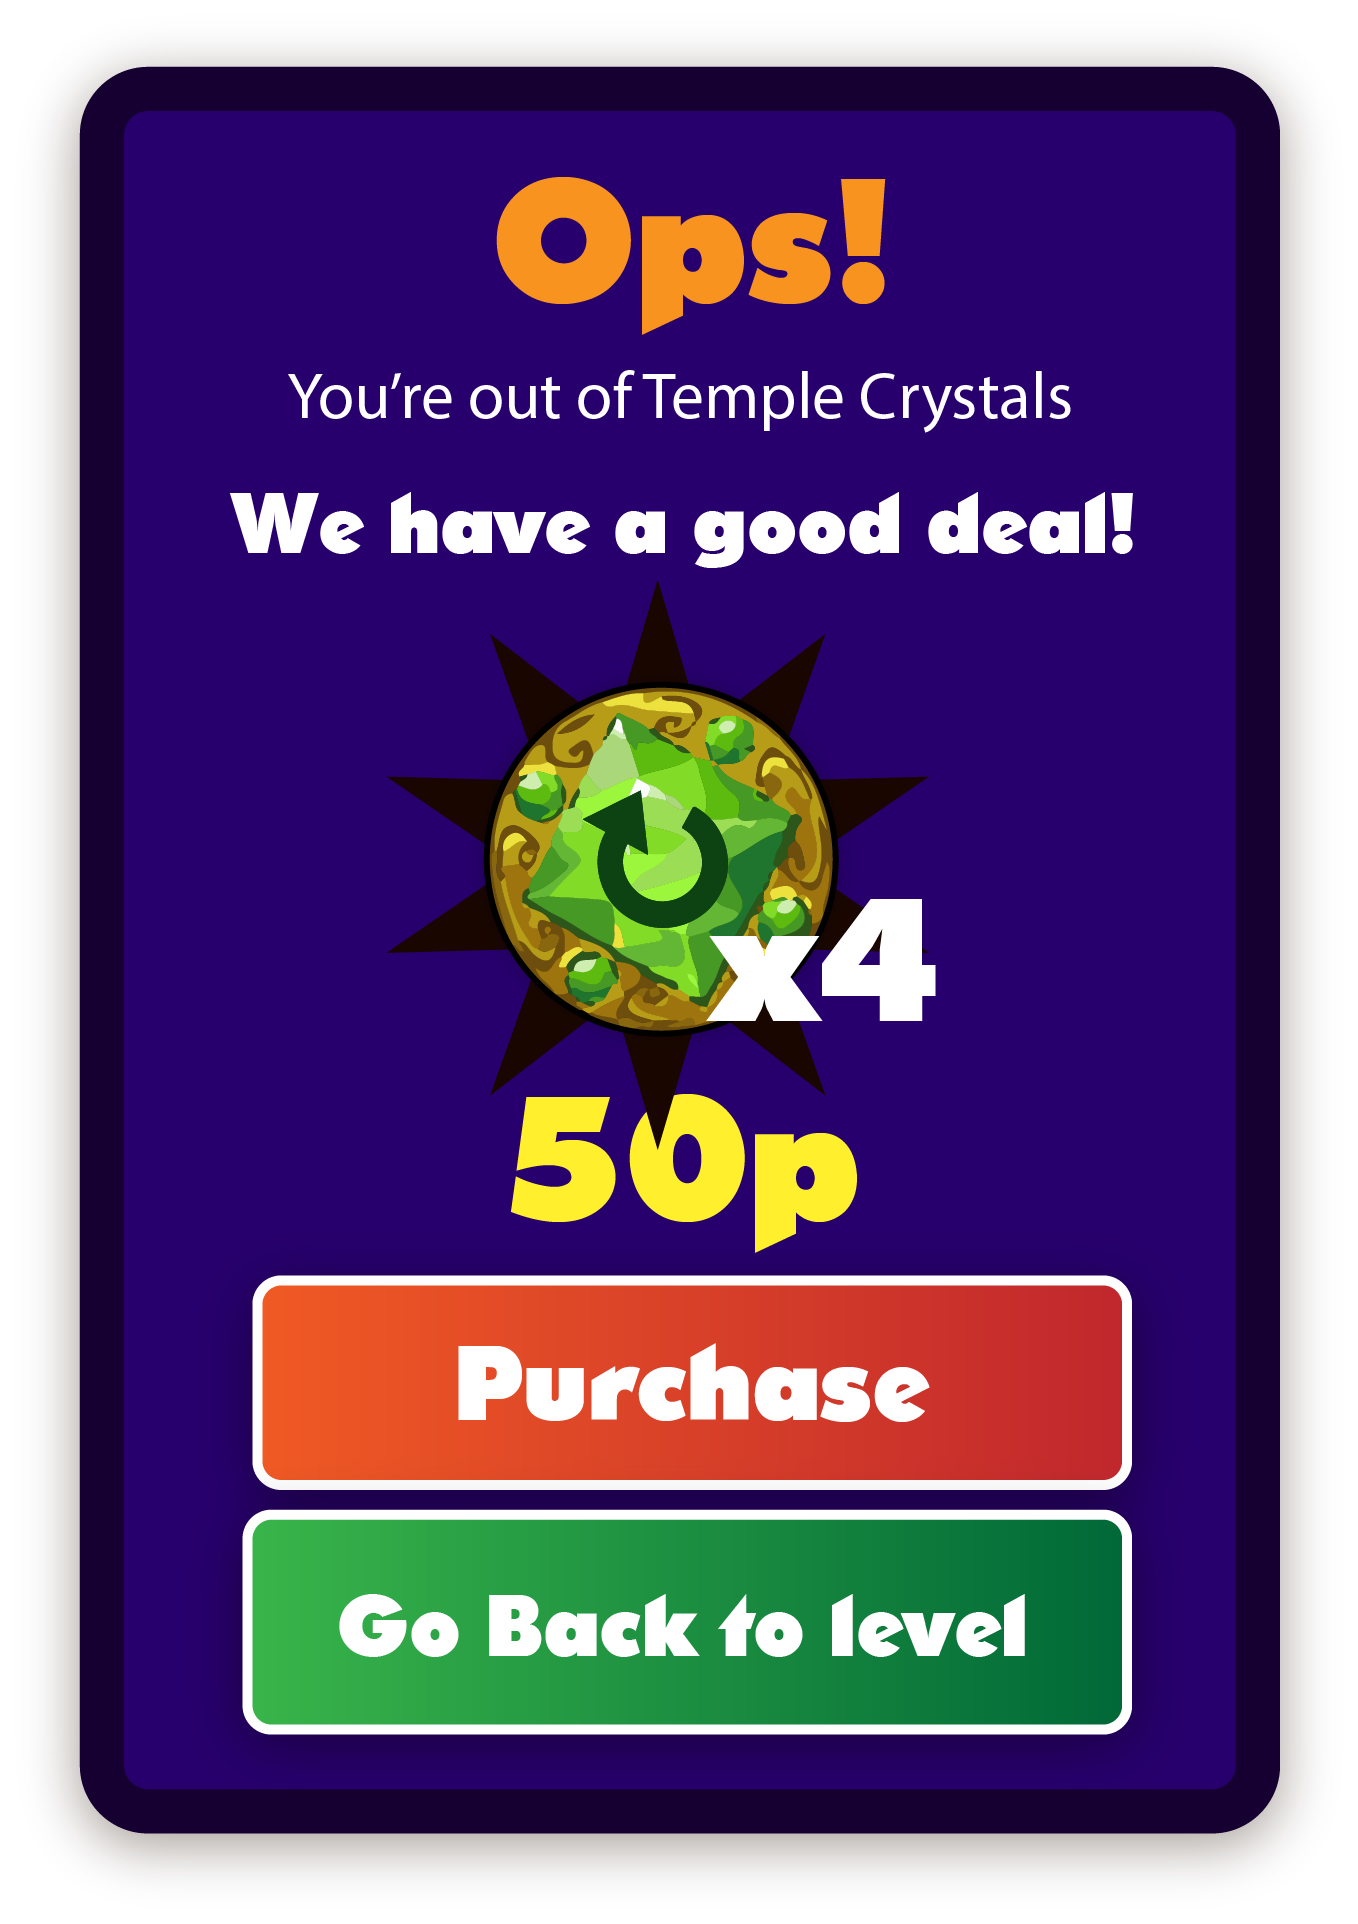 Ops!
You’re out of Temple Crystals
We have a good deal!
x4
50p
Purchase
Go Back to level